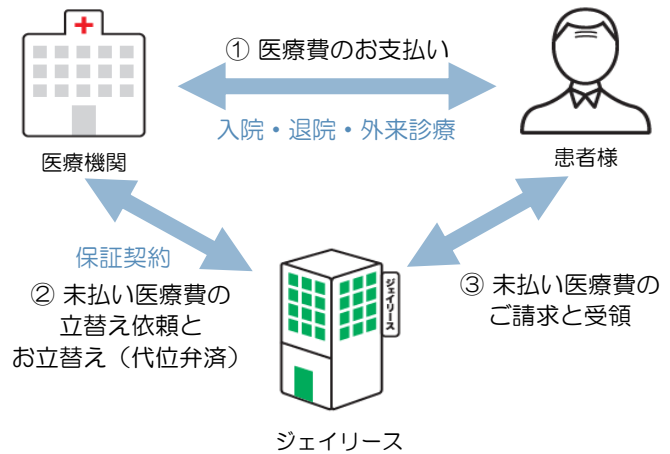 ① 医療費のお支払い
入院・退院・外来診療
医療機関
患者様
保証契約
② 未払い医療費の
立替え依頼と
お立替え（代位弁済）
ジェイリース
③ 未払い医療費の
ご請求と受領
ジェイリース